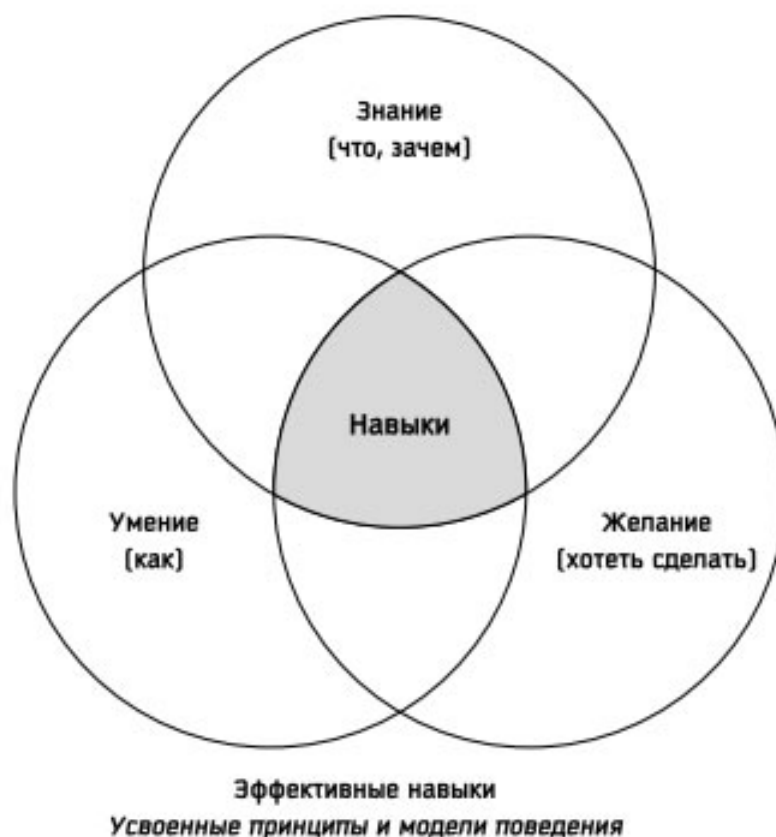 Знание
(что, зачем)
Навыки
Умение
(как)
Желание
(хотеть сделать)
Эффективные навыки
Усвоенные принципы и модели поведения